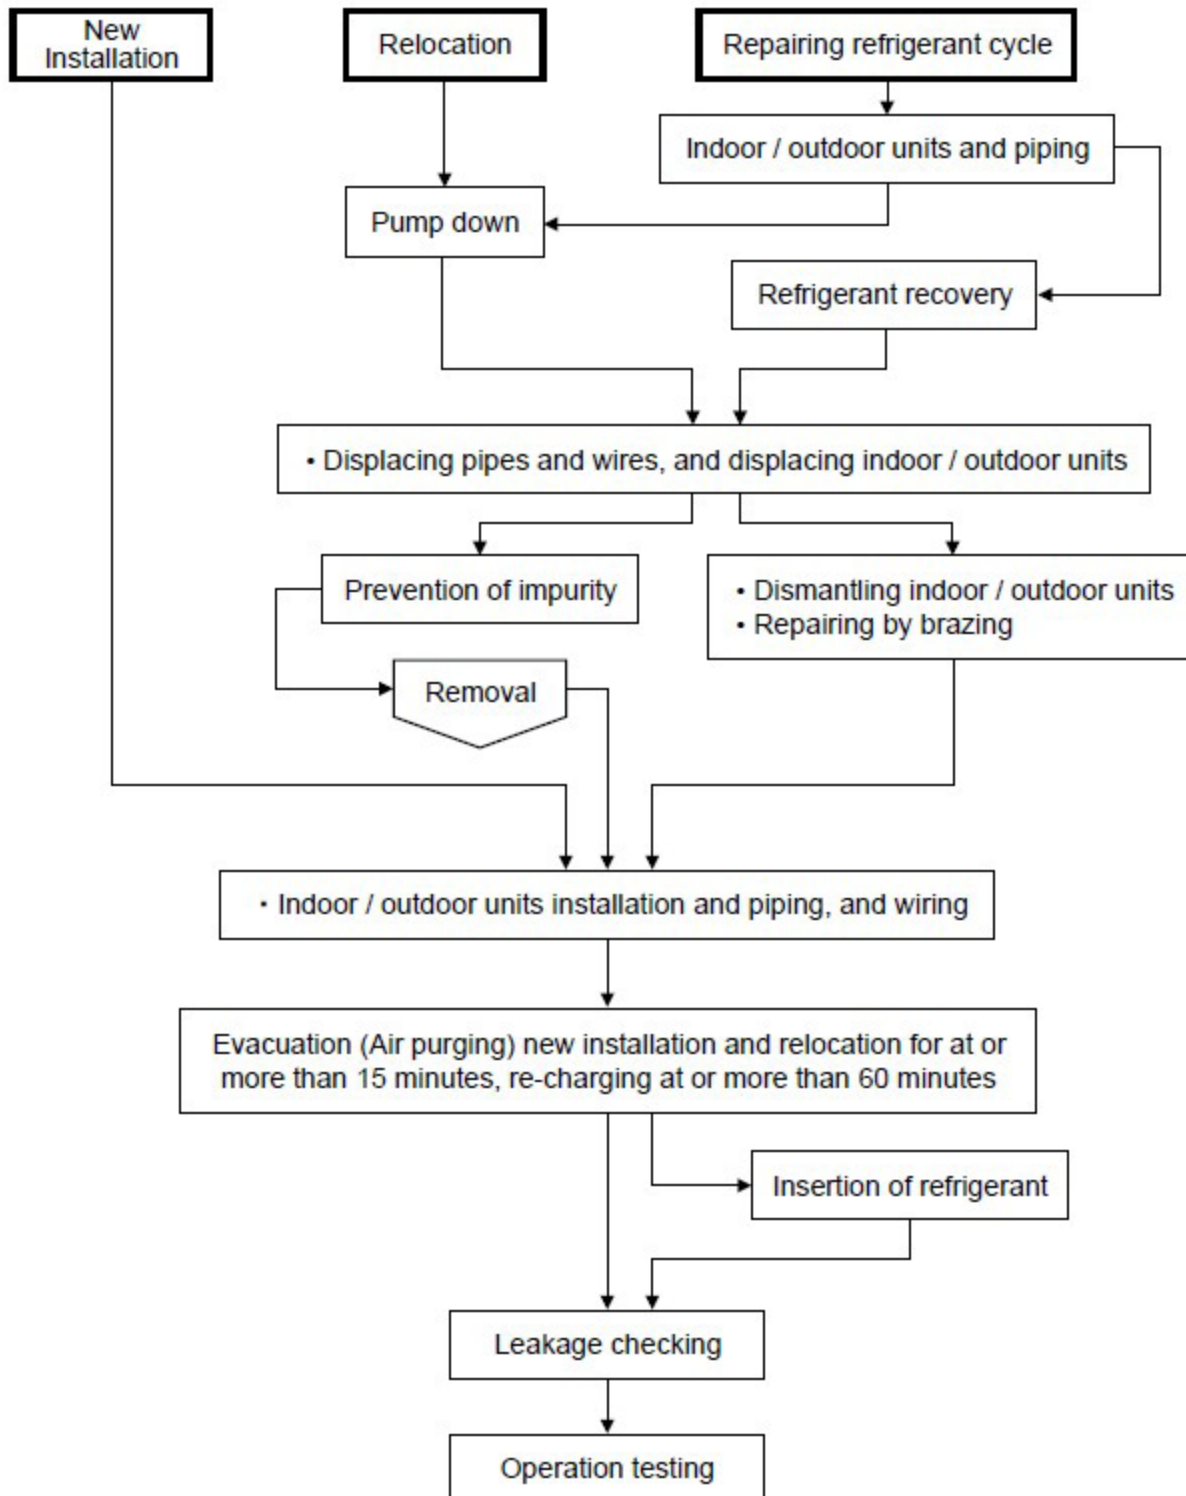 New
Installation
Relocation
Repairing refrigerant cycle
Indoor / outdoor units and piping
Pump down
Refrigerant recovery
• Displacing pipes and wires, and displacing indoor / outdoor units
Prevention of impurity
• Dismantling indoor / outdoor units
• Repairing by brazing
Removal
・Indoor / outdoor units installation and piping, and wiring
Evacuation (Air purging) new installation and relocation for at or
more than 15 minutes, re-charging at or more than 60 minutes
Insertion of refrigerant
Leakage checking
Operation testing